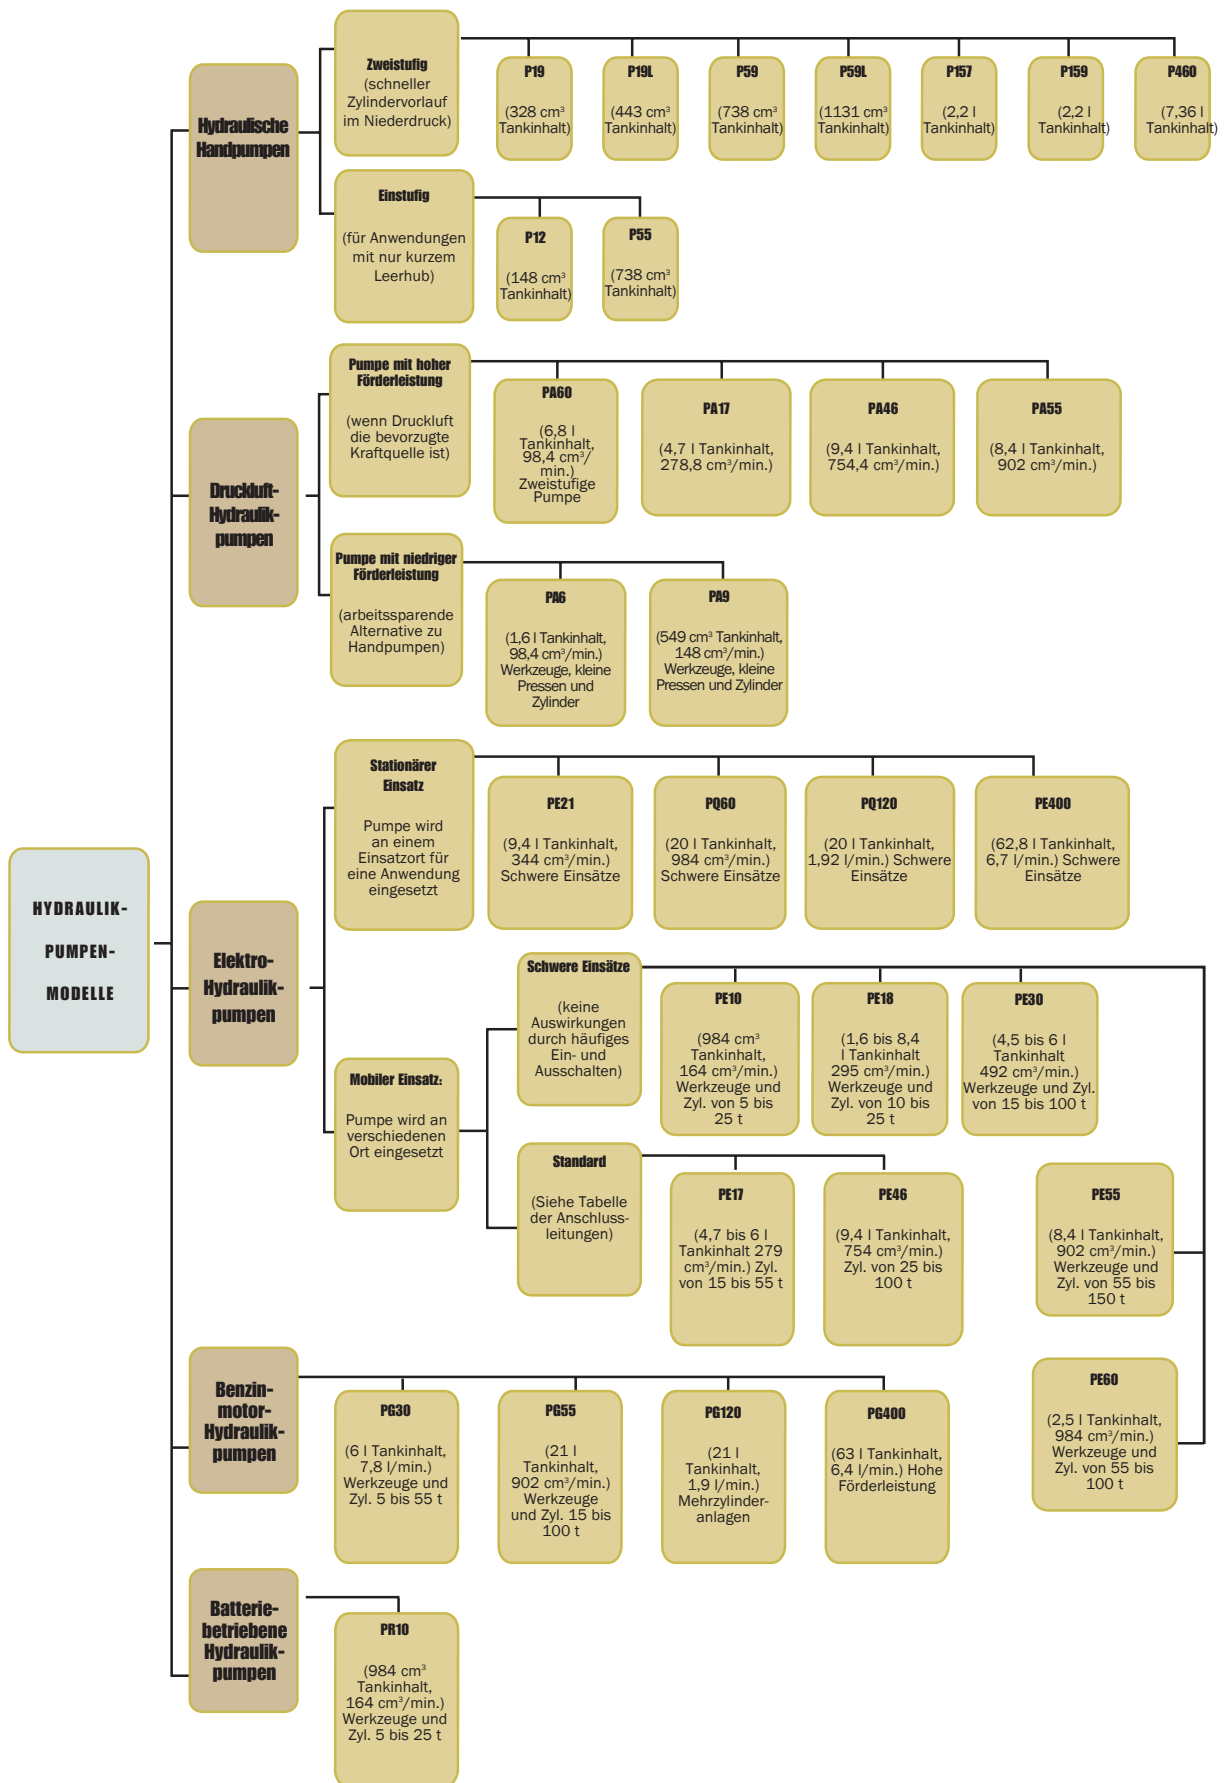 HYDRAULIK-
PUMPEN-
MODELLE
Hydraulische
Handpumpen
Zweistufig
(schneller
Zylindervorlauf
im Niederdruck)
P19
(328 cm³
Tankinhalt)
P19L
(443 cm³
Tankinhalt)
P59
(738 cm³
Tankinhalt)
P59L
(1131 cm³
Tankinhalt)
P157
(2,2 l
Tankinhalt)
P159
(2,2 l
Tankinhalt)
P460
(7,36 l
Tankinhalt)
Einstufig
(für Anwendungen
mit nur kurzem
Leerhub)
P12
(148 cm³
Tankinhalt)
P55
(738 cm³
Tankinhalt)
Druckluft-
Hydraulik-
pumpen
Pumpe mit hoher
Förderleistung
(wenn Druckluft
die bevorzugte
Kraftquelle ist)
PA60
(6,8 l
Tankinhalt,
98,4 cm³/
min.)
Zweistufige
Pumpe
PA17
(4,7 l Tankinhalt,
278,8 cm³/min.)
PA46
(9,4 l Tankinhalt,
754,4 cm³/min.)
PA55
(8,4 l Tankinhalt,
902 cm³/min.)
Pumpe mit niedriger
Förderleistung
(arbeitssparende
Alternative zu
Handpumpen)
PA6
(1,6 l Tankinhalt,
98,4 cm³/min.)
Werkzeuge, kleine
Pressen und
Zylinder
PA9
(549 cm³ Tankinhalt,
148 cm³/min.)
Werkzeuge, kleine
Pressen und Zylinder
Elektro-
Hydraulik-
pumpen
Stationärer
Einsatz
Pumpe wird
an einem
Einsatzort für
eine Anwendung
eingesetzt
PE21
(9,4 l Tankinhalt,
344 cm³/min.)
Schwere Einsätze
PQ60
(20 l Tankinhalt,
984 cm³/min.)
Schwere Einsätze
PQ120
(20 l Tankinhalt,
1,92 l/min.) Schwere
Einsätze
PE400
(62,8 l Tankinhalt,
6,7 l/min.) Schwere
Einsätze
Mobiler Einsatz:
Pumpe wird an
verschiedenen
Ort eingesetzt
Schwere Einsätze
(keine
Auswirkungen
durch häufiges
Ein- und
Ausschalten)
PE10
(984 cm³
Tankinhalt,
164 cm³/min.)
Werkzeuge und
Zyl. von 5 bis
25 t
PE18
(1,6 bis 8,4
l Tankinhalt
295 cm³/min.)
Werkzeuge und
Zyl. von 10 bis
25 t
PE30
(4,5 bis 6 l
Tankinhalt
492 cm³/min.)
Werkzeuge und Zyl.
von 15 bis 100 t
Standard
(Siehe Tabelle
der Anschluss-
leitungen)
PE17
(4,7 bis 6 l
Tankinhalt 279
cm³/min.) Zyl.
von 15 bis 55 t
PE46
(9,4 l Tankinhalt,
754 cm³/min.)
Zyl. von 25 bis
100 t
PE55
(8,4 l Tankinhalt,
902 cm³/min.)
Werkzeuge und
Zyl. von 55 bis
150 t
PE60
(2,5 l Tankinhalt,
984 cm³/min.)
Werkzeuge und
Zyl. von 55 bis
100 t
Benzin-
motor-
Hydraulik-
pumpen
PG30
(6 l Tankinhalt,
7,8 l/min.)
Werkzeuge und
Zyl. 5 bis 55 t
PG55
(21 l
Tankinhalt,
902 cm³/min.)
Werkzeuge
und Zyl. 15 bis
100 t
PG120
(21 l
Tankinhalt,
1,9 l/min.)
Mehrzylinder-
anlagen
PG400
(63 l Tankinhalt,
6,4 l/min.) Hohe
Förderleistung
Batterie-
betriebene
Hydraulik-
pumpen
PR10
(984 cm³
Tankinhalt,
164 cm³/min.)
Werkzeuge und
Zyl. 5 bis 25 t